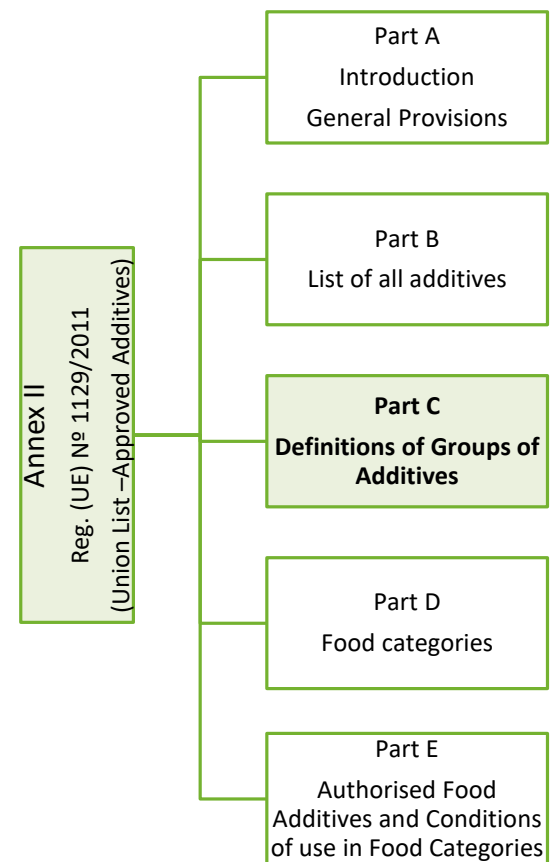 Annex II
Reg. (UE) Nº 1129/2011
(Union List –Approved Additives)
Part A
Introduction
General Provisions
Part B
List of all additives
Part C
Definitions of Groups of
Additives
Part D
Food categories
Part E
Authorised Food
Additives and Conditions
of use in Food Categories